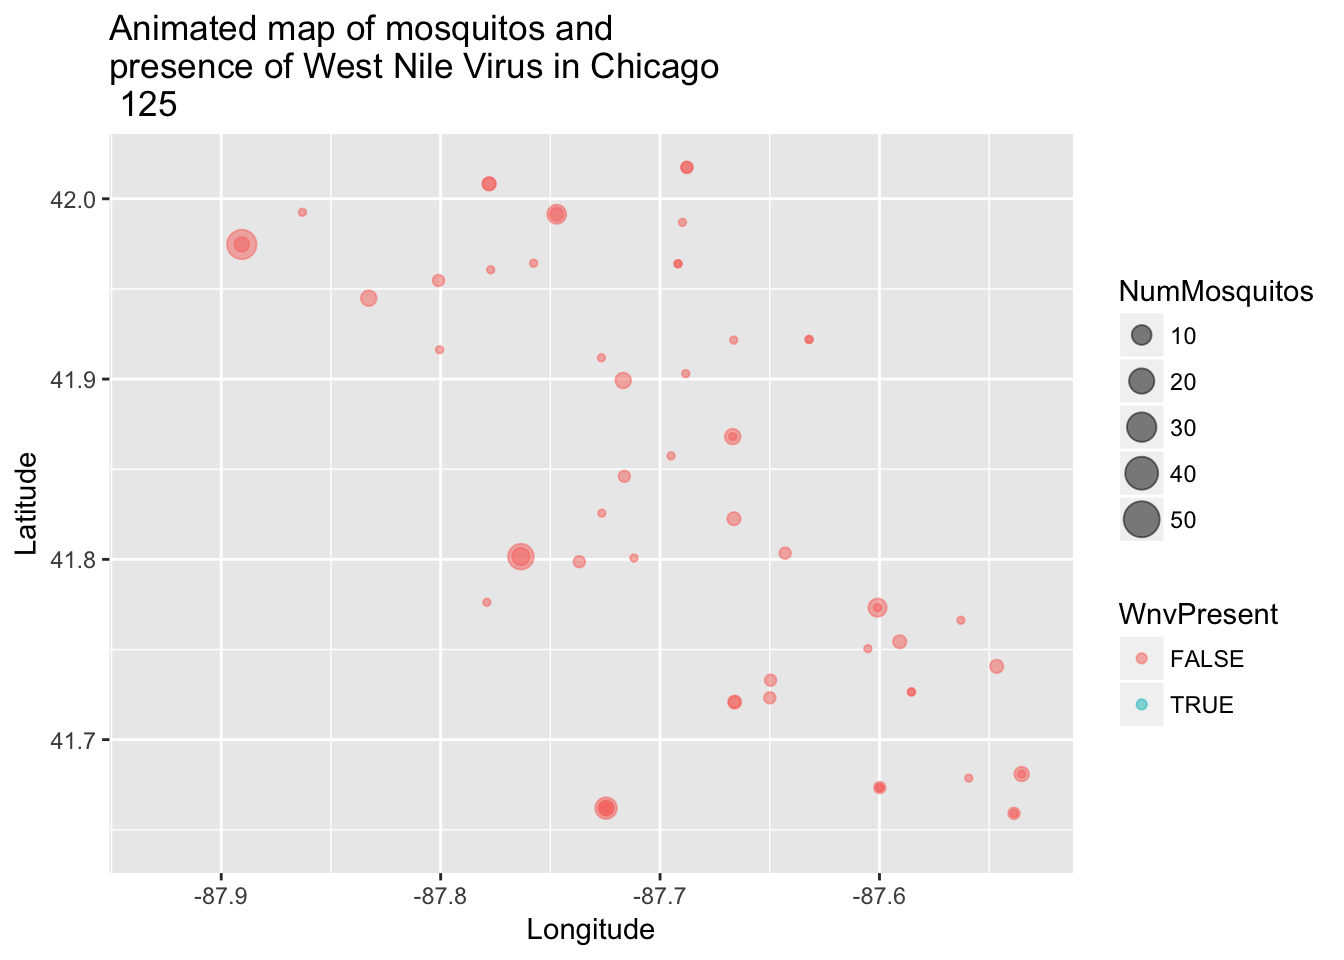 Animated map of mosquitos and
presence of West Nile Virus in Chicago
125
42.0
41.9
41.8
41.7
Latitude
-87.9
-87.8
-87.7
-87.6
Longitude
NumMosquitos
10
20
30
40
50
WnvPresent
FALSE
TRUE